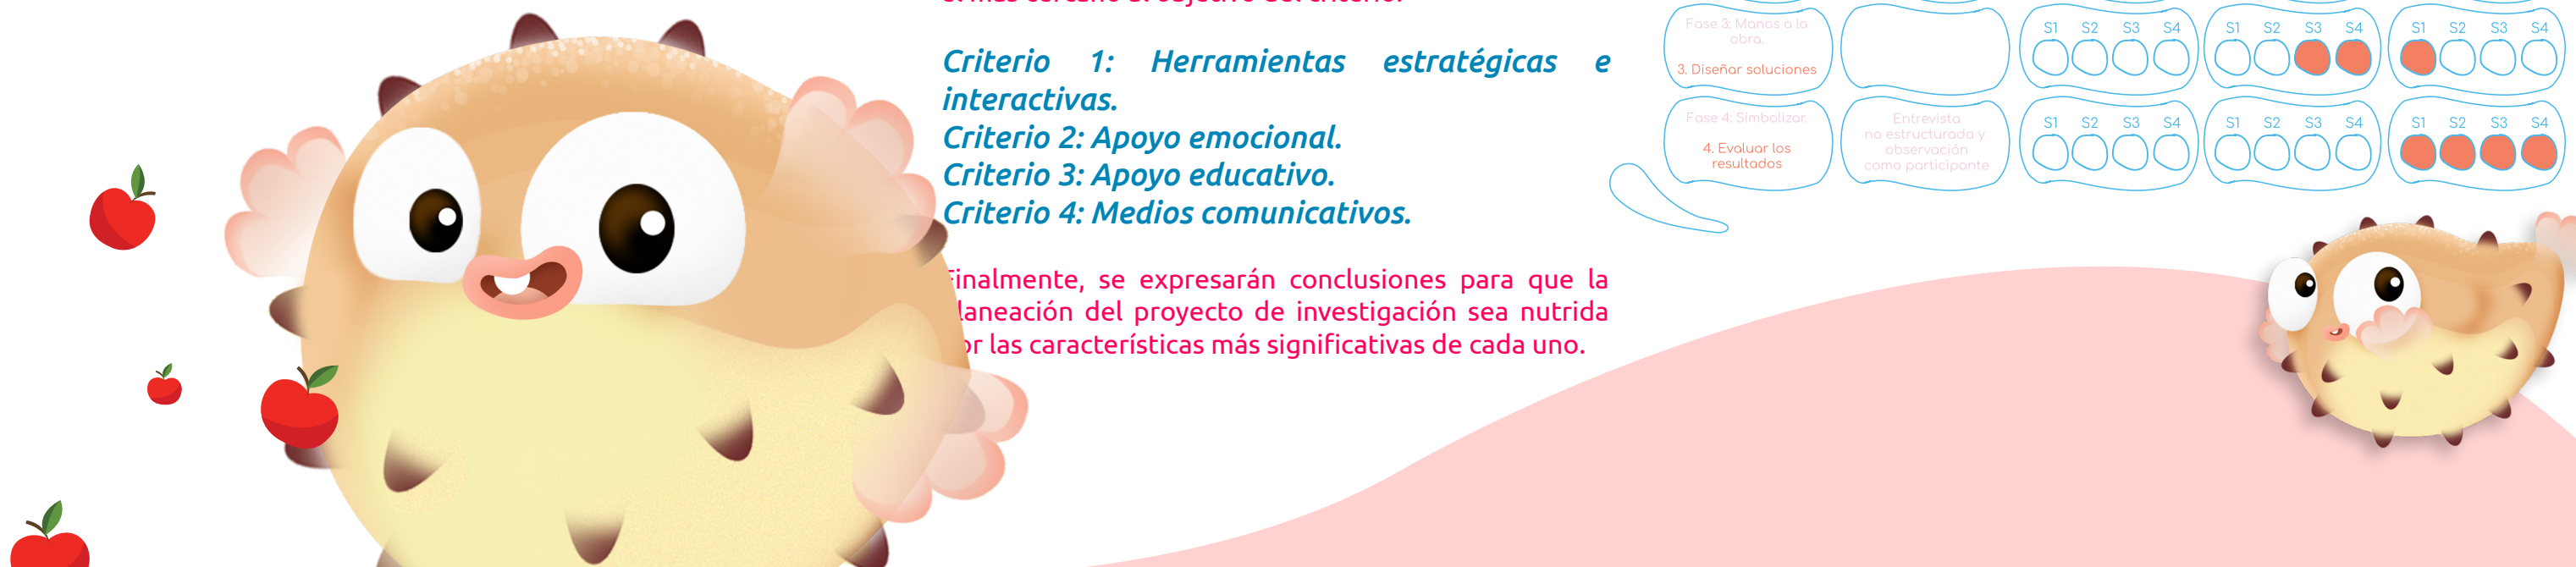 Criterio 1: Herramientas estratégicas e
interactivas.
Criterio 2: Apoyo emocional.
Criterio 3: Apoyo educativo.
Criterio 4: Medios comunicativos.
Finalmente, se expresarán conclusiones para que la
laneación del proyecto de investigación sea nutrida
or las características más significativas de cada uno.
Fase 3: Manos a la
obra.
3. Diseñar soluciones
S1 S2 S3 S4
S1 S2 S3 S4
S1 S2 S3 S4
Fase 4: Simbolizar.
4. Evaluar los
resultados
Entrevista
no estructurada y
observación
como participante
S1 S2 S3 S4
S1 S2 S3 S4
S1 S2 S3 S4